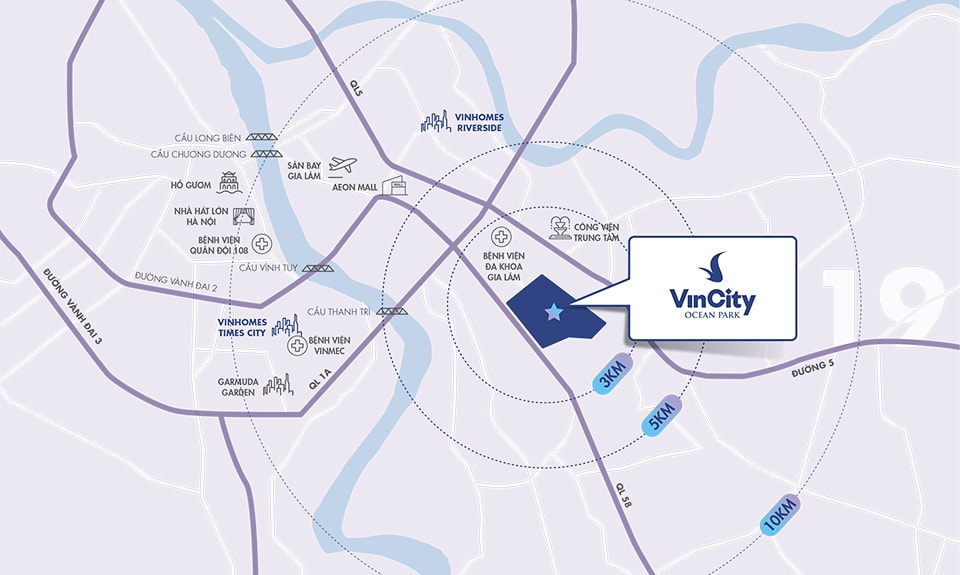 QL5
VINHOMES
RIVERSIDE
CẦU LONG BIÊN
CẦU CHƯƠNG DƯƠNG
SÂN BAY
GIA LÂM
AEON MALL
MALL
HỒ GƯƠM
NHÀ HÁT LỚN
HÀ NỘI
BỆNH VIỆN
QUÂN ĐỘI 108
CẦU VĨNH TUY
CÔNG VIÊN
TRUNG TÂM
BỆNH VIỆN
ĐA KHOA
GIA LÂM
VINCITY
OCEAN PARK
19
ĐƯỜNG VÀNH ĐAI 2
ĐƯỜNG VÀNH ĐAI 3
CẦU THANH TRÌ
VINHOMES
TIMES CITY
BỆNH VIỆN
VINMEC
GARMUDA
GARDEN
QL 1A
3KM
ĐƯỜNG 5
5KM
QL 5B
10KM